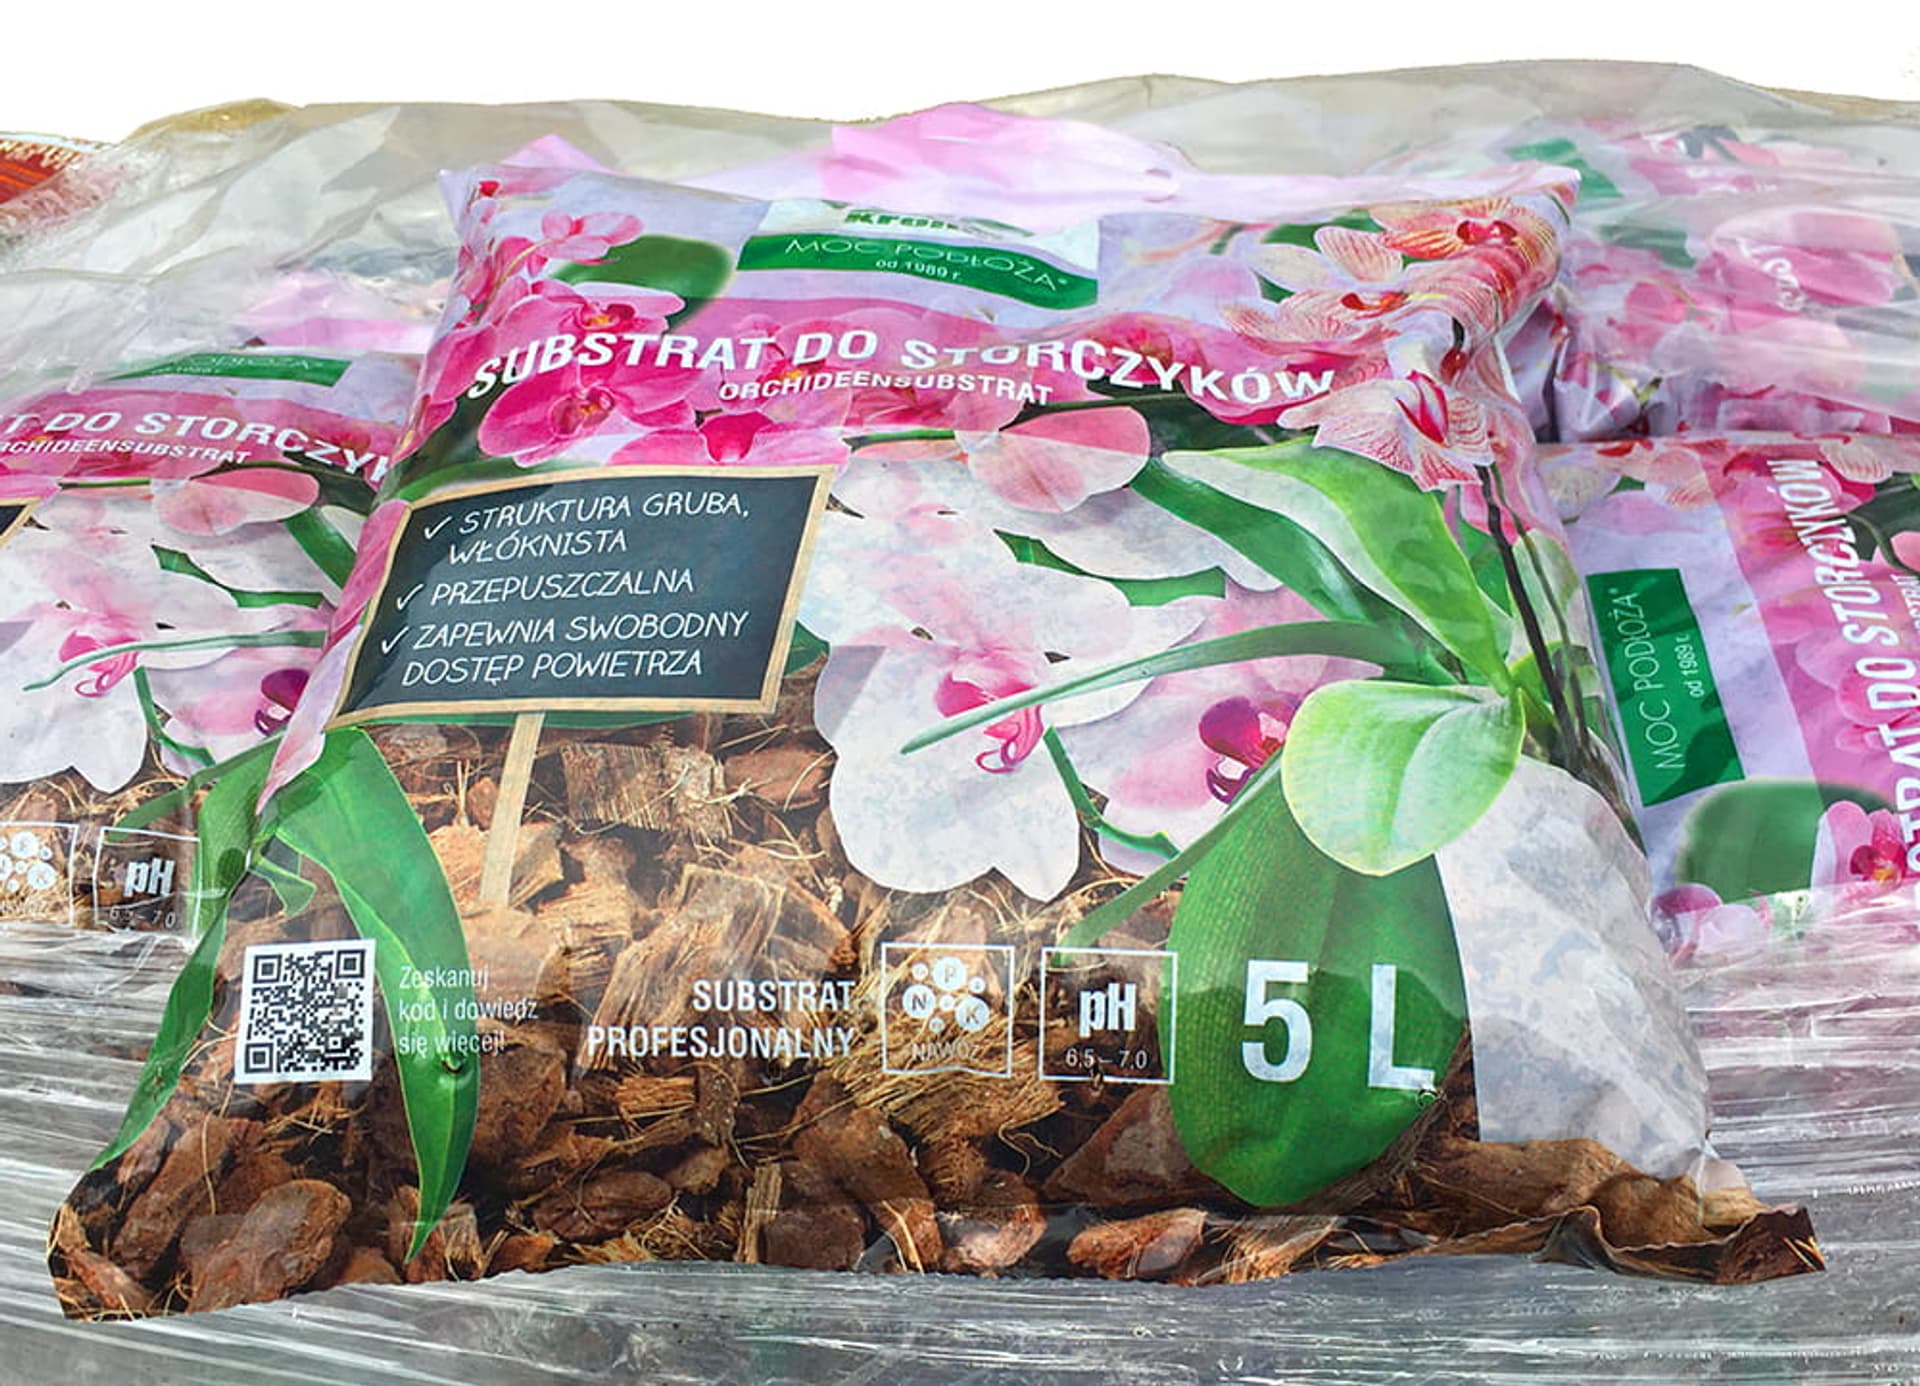 MOC PODŁOŻA®
od 1989 r.
SUBSTRAT DO STORCZYKÓW
ORCHIDEENSUBSTRAT
✓ STRUKTURA GRUBA,
WŁÓKNISTA
✓ PRZEPUSZCZALNA
✓ ZAPEWNIA SWOBODNY
DOSTĘP POWIETRZA
Zeskanuj
kod i dowiedz
się więcej!
SUBSTRAT
PROFESJONALNY
P
N K
NAWÓZ
pH
6,5 – 7,0
5 L
T DO STORCZYK
RCHIDEENSUBSTRAT
pH
MOC PODŁOŻA®
od 1989 r.
STRAT DO STORCZYKÓW